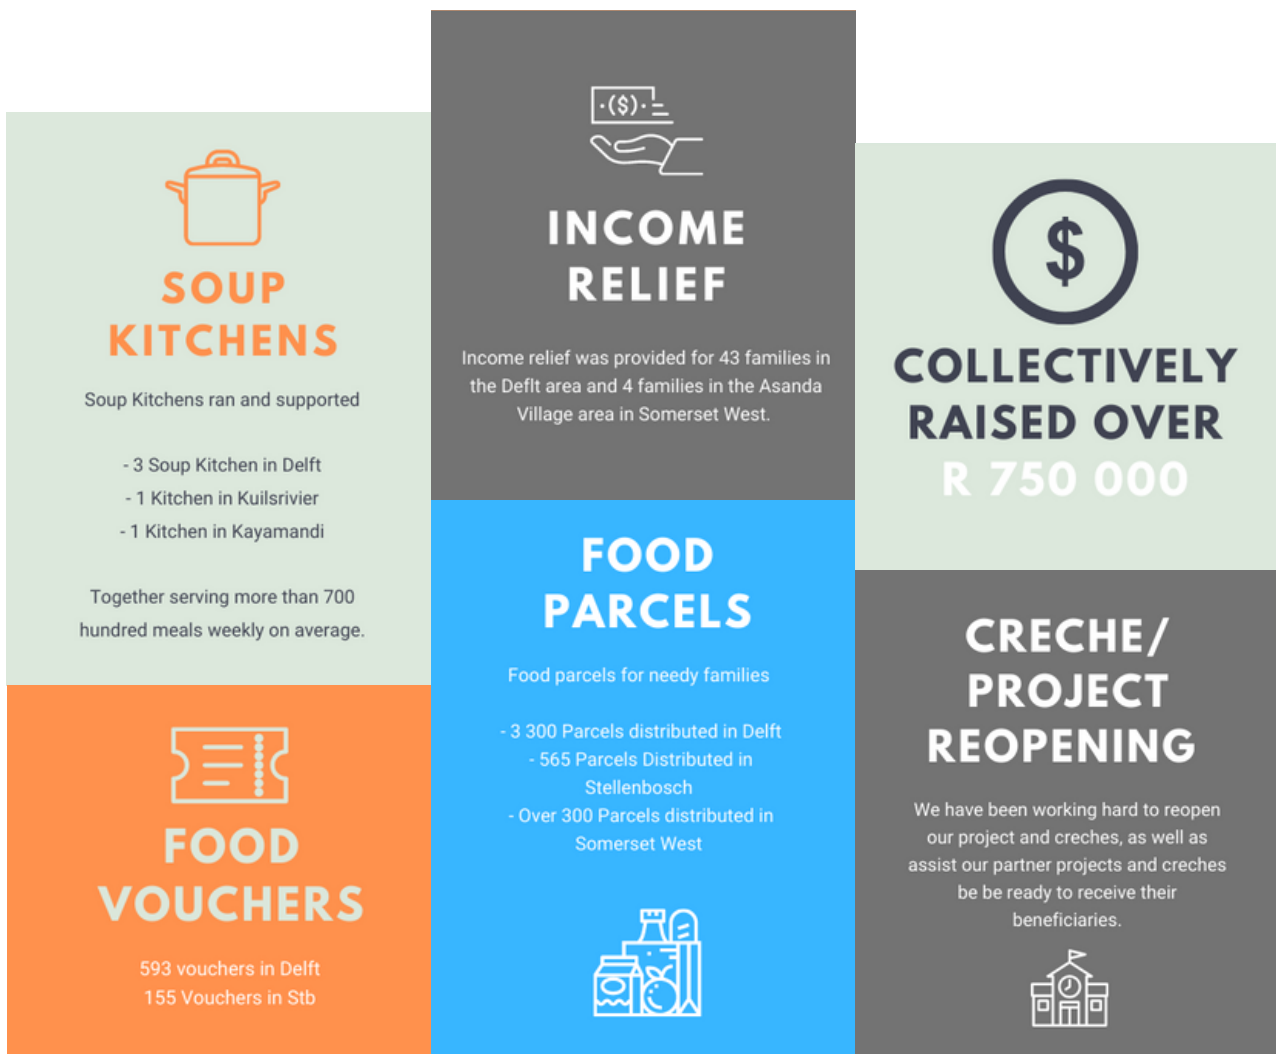 SOUP
KITCHENS
Soup Kitchens ran and supported
- 3 Soup Kitchen in Delft
- 1 Kitchen in Kuilsrivier
- 1 Kitchen in Kayamandi
Together serving more than 700
hundred meals weekly on average.
FOOD
VOUCHERS
593 vouchers in Delft
155 Vouchers in Stb
($)
INCOME
RELIEF
Income relief was provided for 43 families in
the Deflt area and 4 families in the Asanda
Village area in Somerset West.
FOOD
PARCELS
Food parcels for needy families
- 3 300 Parcels distributed in Delft
- 565 Parcels Distributed in
Stellenbosch
- Over 300 Parcels distributed in
Somerset West
$
COLLECTIVELY
RAISED OVER
R 750 000
CRECHE/
PROJECT
REOPENING
We have been working hard to reopen
our project and creches, as well as
assist our partner projects and creches
be be ready to receive their
beneficiaries.